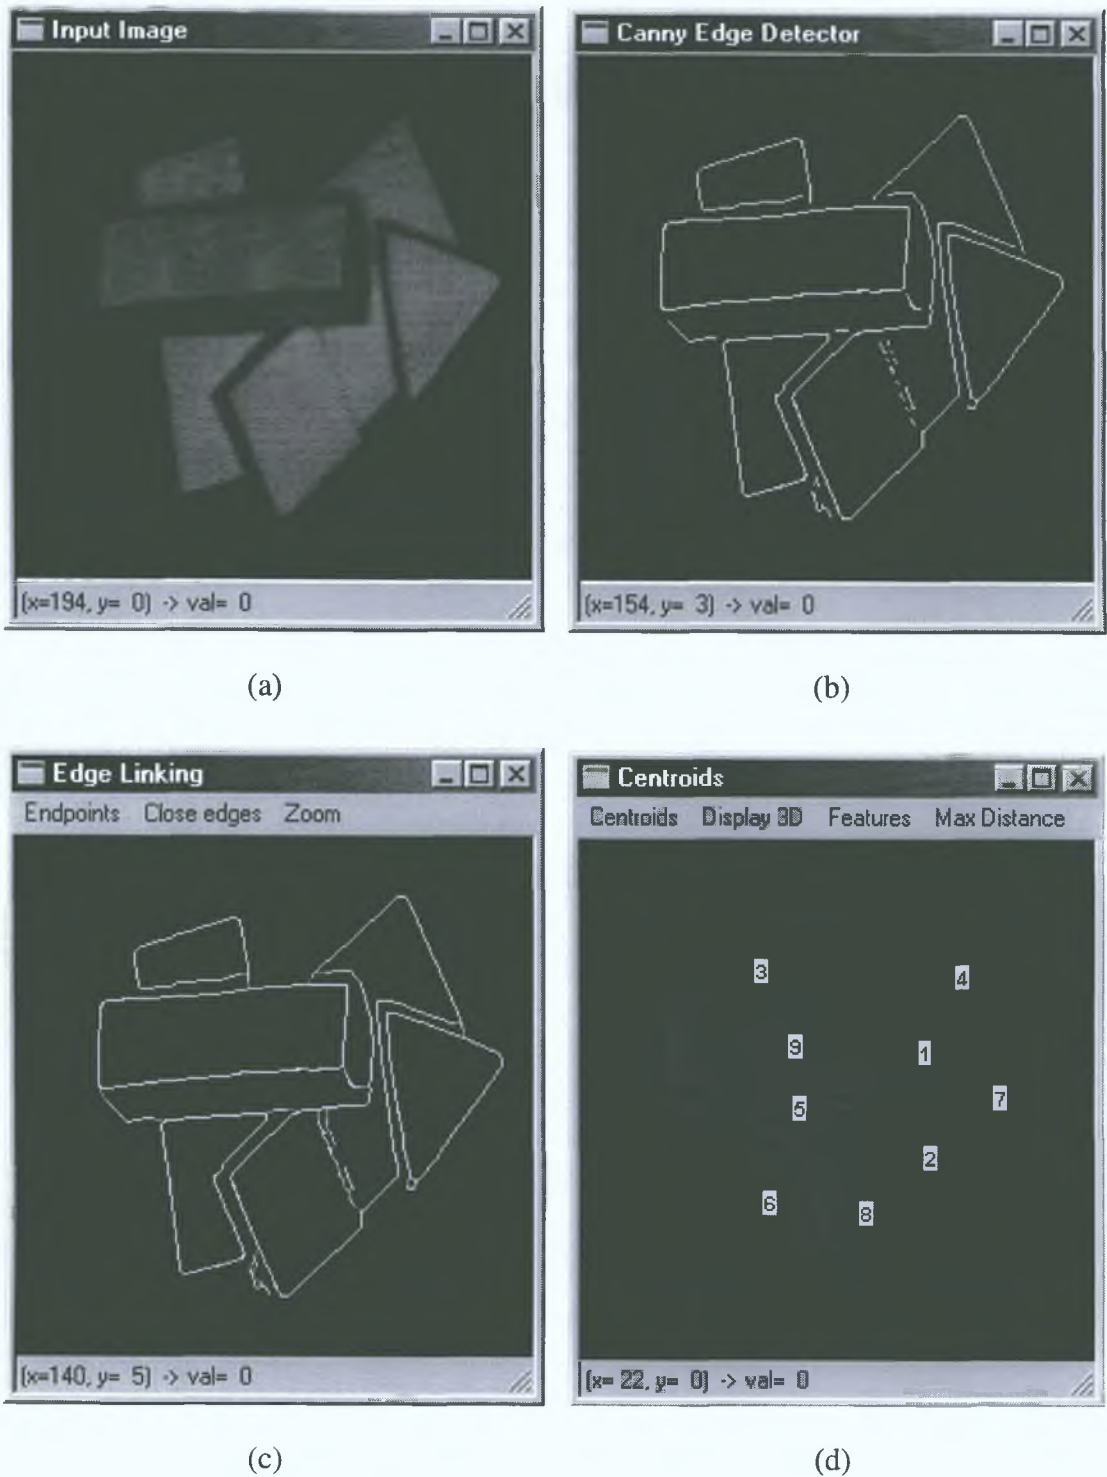 Input Image
(x=194, y= 0) -> val= 0
(a)
Canny Edge Detector
(x=154, y= 3) -> val= 0
(b)
Edge Linking
Endpoints Close edges Zoom
(x=140, y= 5) -> val= 0
(c)
Centroids
Centroids Display 3D Features Max Distance
3
4
9
1
5
7
2
6
8
(x= 22, y= 0) -> val= 0
(d)